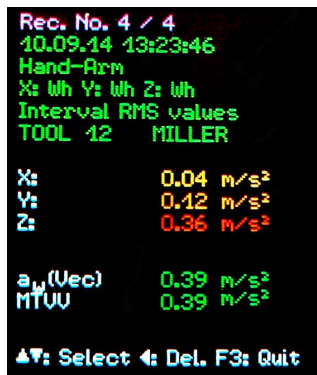 Rec. No. 4 / 4
10.09.14 13:23:46
Hand-Arm
X: Wh Y: Wh Z: Wh
Interval RMS values
TOOL 12 MILLER
X: 0.04 m/s²
Y: 0.12 m/s²
Z: 0.36 m/s²
aw(Vec) 0.39 m/s²
MTVV 0.39 m/s²
▲▼: Select ◀: Del. F3: Quit